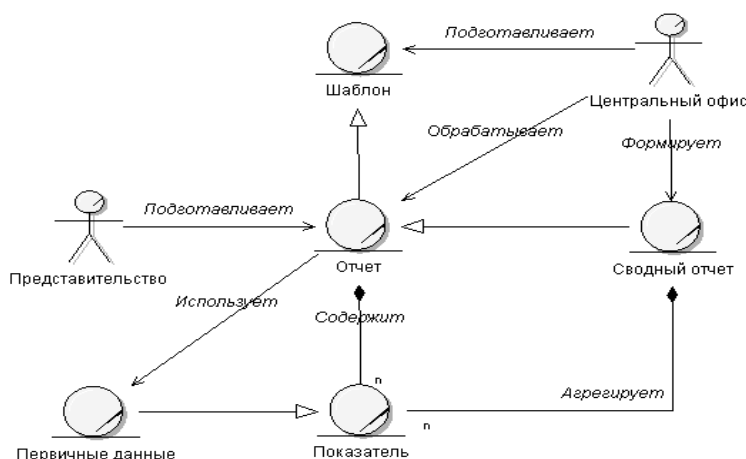 Подготавливает
Шаблон
Центральный офис
Обрабатывает
Формирует
Подготавливает
Представительство
Отчет
Сводный отчет
Использует
Содержит
n
Агрегирует
n
Первичные данные
Показатель